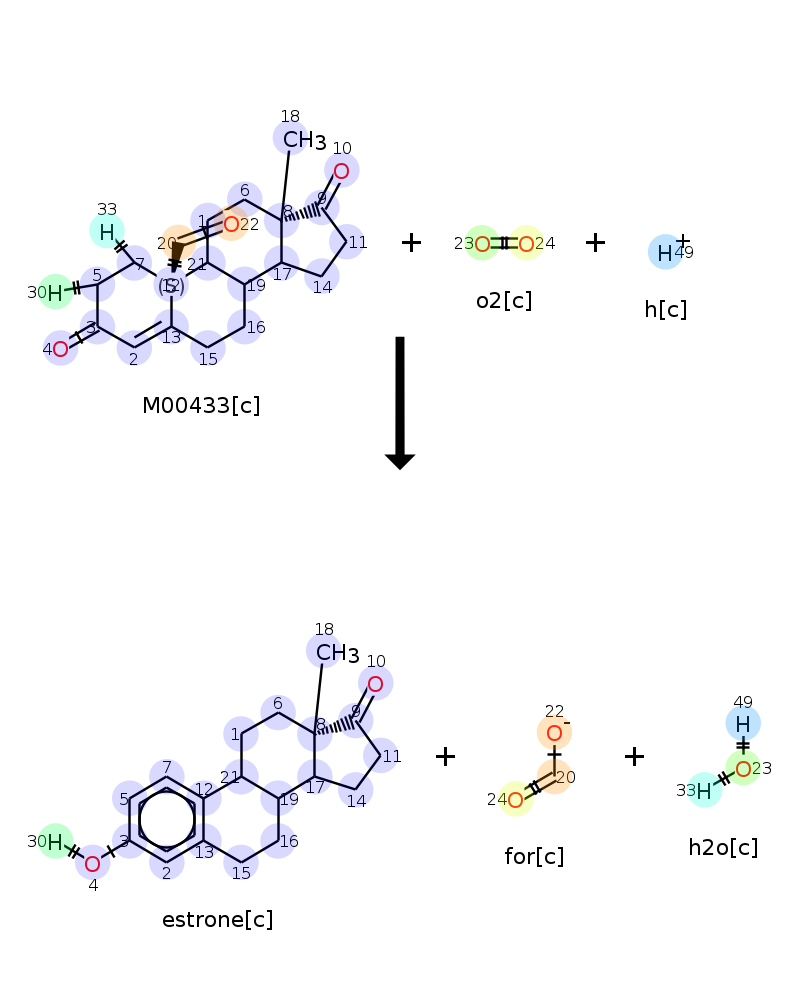 18
CH3
10
O
33
H
6
9
8
1
20
O 22
11
23 O O 24
H+ 49
30 H
5
7
21
(S)
12
17
19
14
o2[c]
h[c]
4 O
3
2
13
15
16
M00433[c]
18
CH3
10
O
6
9
8
1
11
22
O-
49
H
7
21
5
12
17
19
14
24 O
20
33 H
O 23
30 H
O
4
3
13
16
2
15
for[c]
h2o[c]
estrone[c]